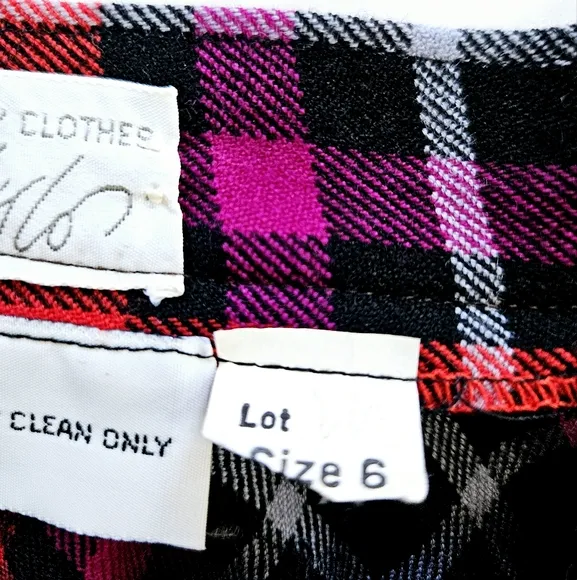 CLOTHES
CLEAN ONLY
Lot
Size 6